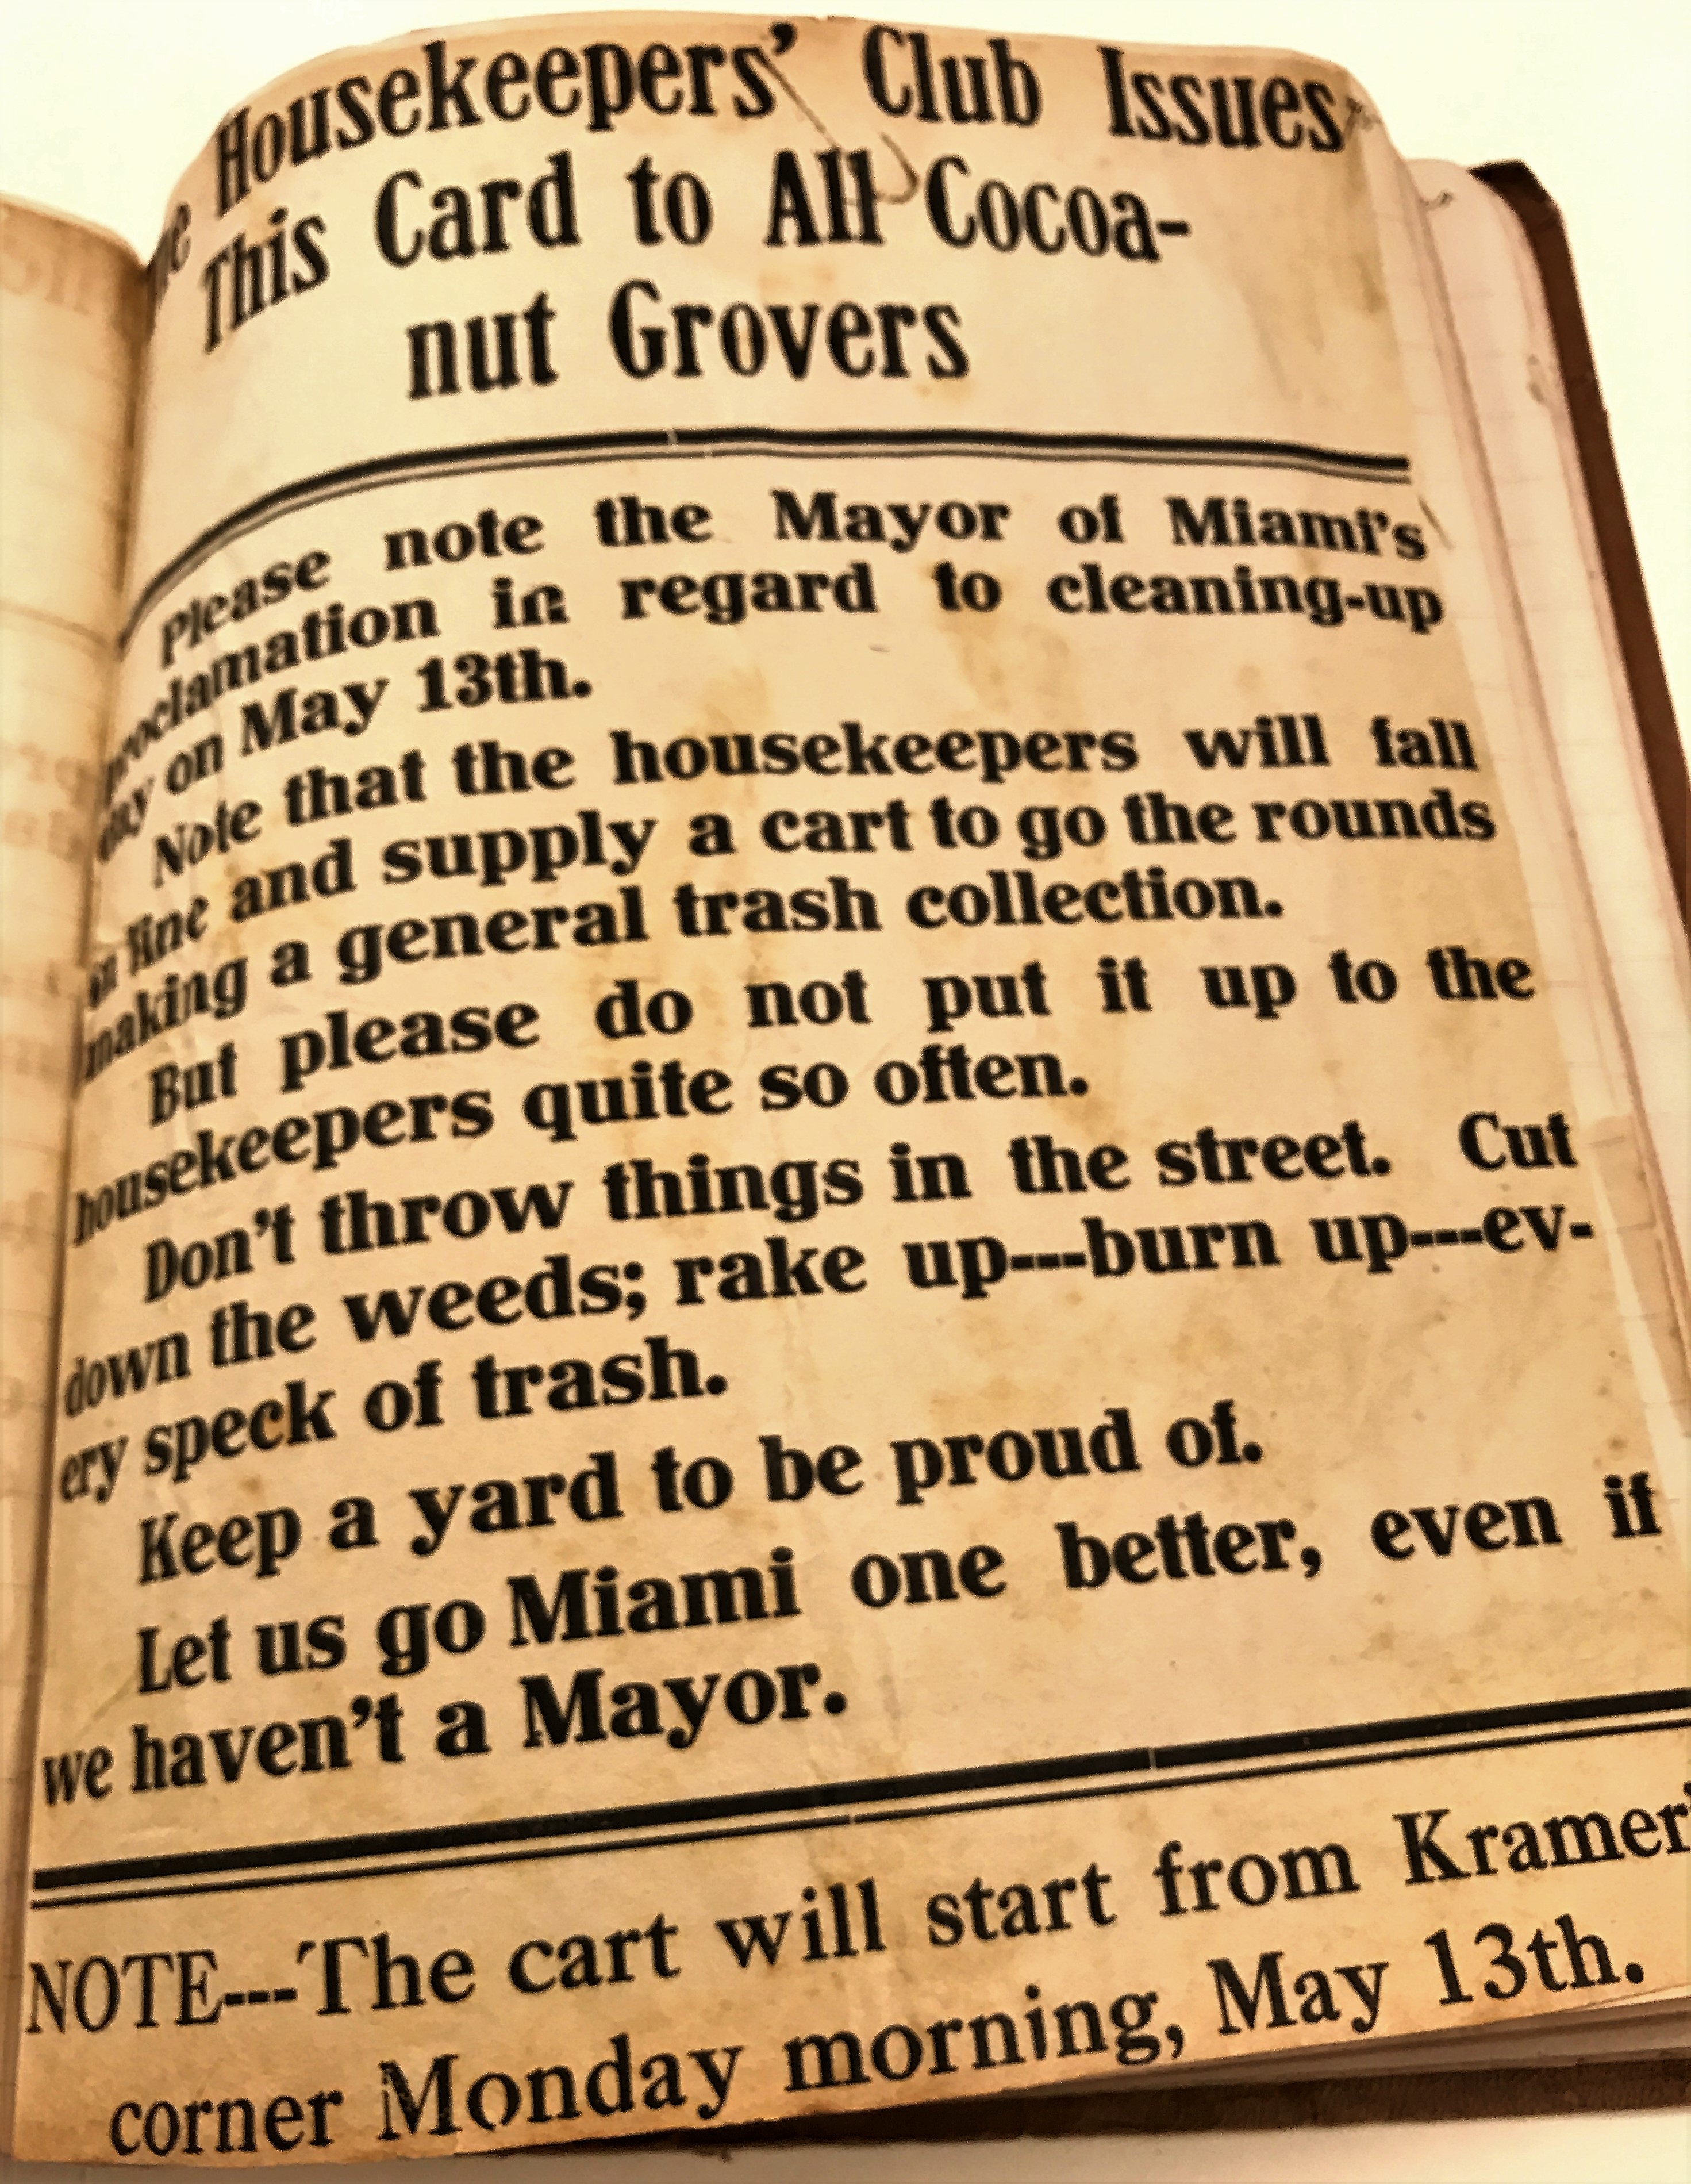 The Housekeepers' Club Issues
This Card to All Cocoa-
nut Grovers
Please note the Mayor of Miami's
proclamation in regard to cleaning-up
day on May 13th.
Note that the housekeepers will fall
in line and supply a cart to go the rounds
making a general trash collection.
But please do not put it up to the
housekeepers quite so often.
Don't throw things in the street. Cut
down the weeds; rake up---burn up---ev-
ery speck of trash.
Keep a yard to be proud of.
Let us go Miami one better, even if
we haven't a Mayor.
NOTE---The cart will start from Kramer'
corner Monday morning, May 13th.